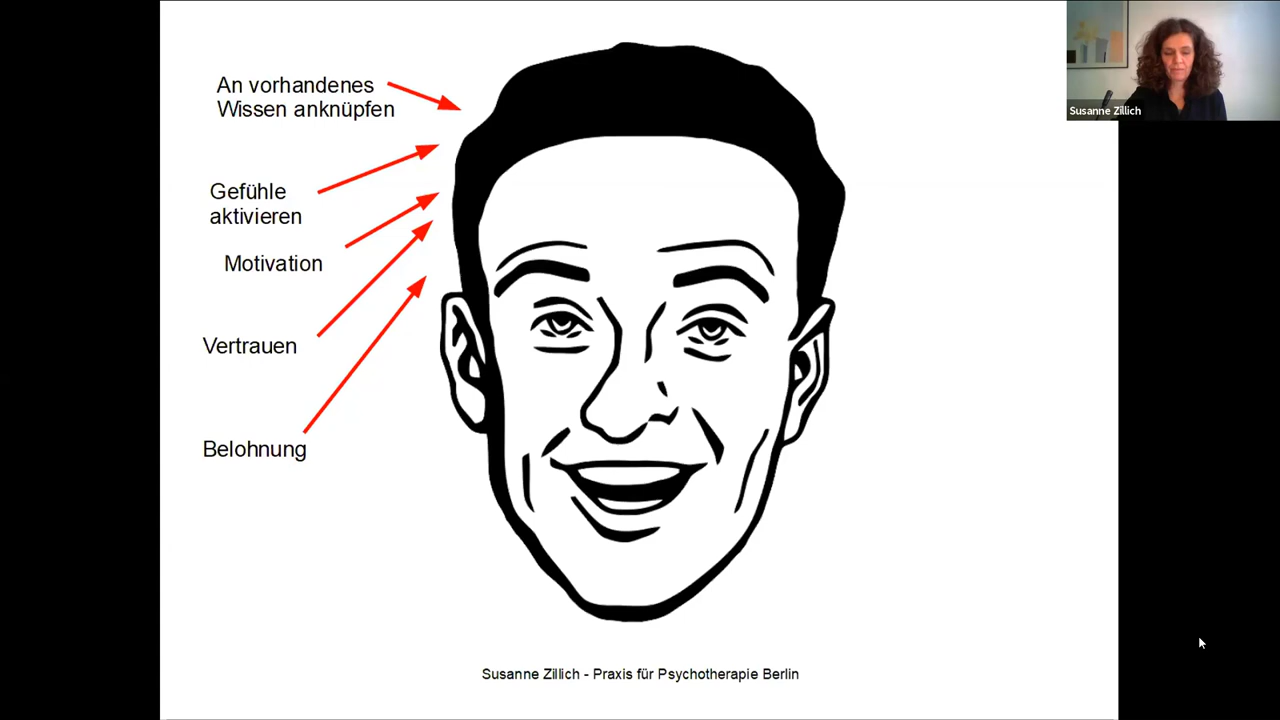 An vorhandenes
Wissen anknüpfen
Gefühle
aktivieren
Motivation
Vertrauen
Belohnung
Susanne Zillich - Praxis für Psychotherapie Berlin
Susanne Zillich